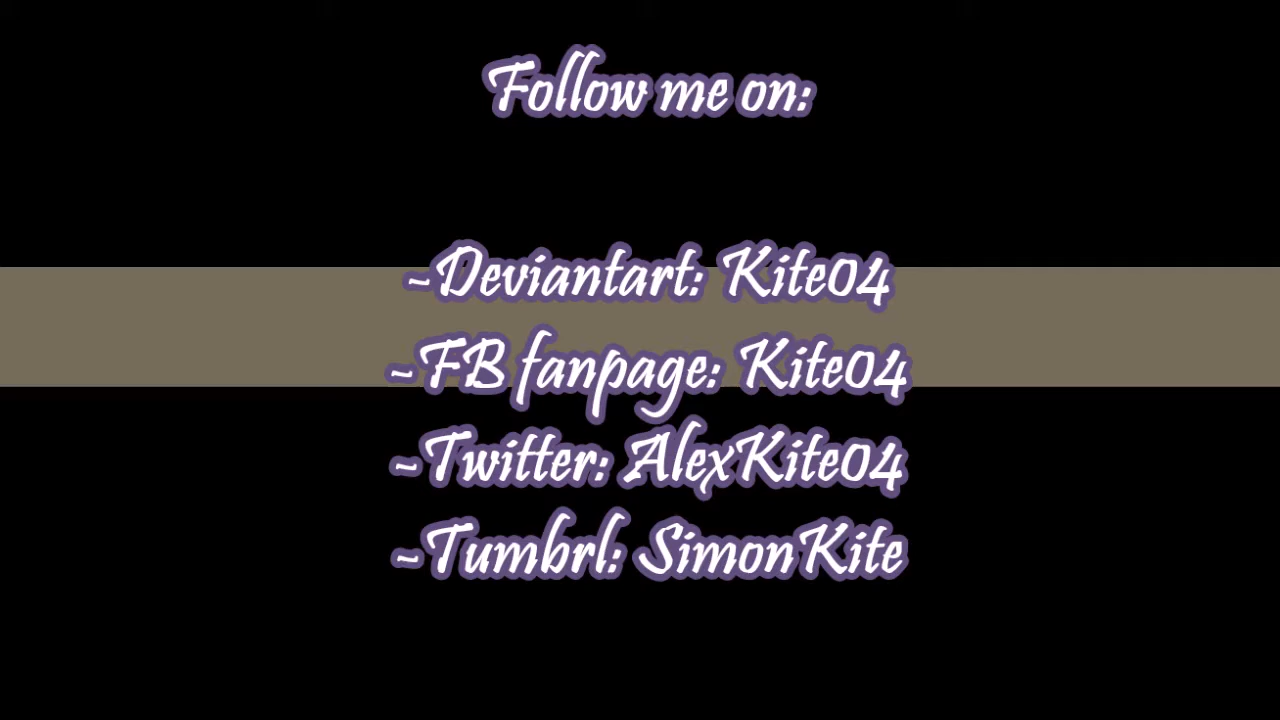 Follow me on:
-Deviantart: Kite04
-FB fanpage: Kite04
-Twitter: AlexKite04
-Tumbrl: SimonKite